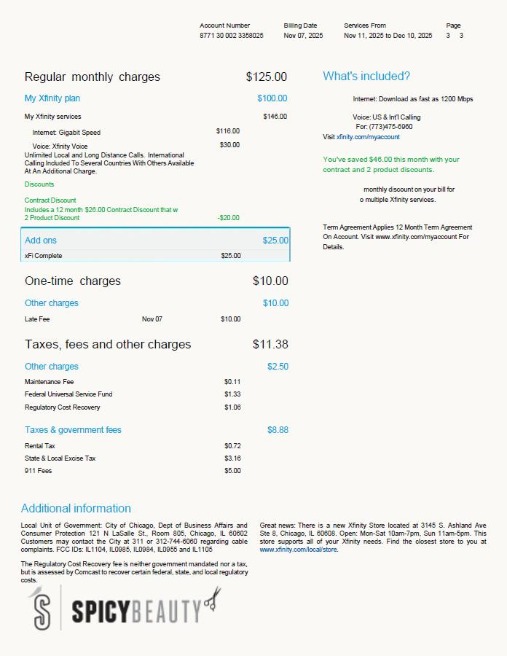 Account Number Billing Date Services From Page
8771 30 002 3358025 Nov 07, 2025 Nov 11, 2025 to Dec 10, 2025 3 3
Regular monthly charges $125.00
My Xfinity plan $100.00
My Xfinity services $146.00
Internet: Gigabit Speed $116.00
Voice: Xfinity Voice $30.00
Unlimited Local and Long Distance Calls. International
Calling Included To Several Countries With Others Available
At An Additional Charge.
Discounts
Contract Discount
Includes a 12 month $26.00 Contract Discount that w
2 Product Discount -$20.00
Add ons $25.00
xFi Complete $25.00
One-time charges $10.00
Other charges $10.00
Late Fee Nov 07 $10.00
Taxes, fees and other charges $11.38
Other charges $2.50
Maintenance Fee $0.11
Federal Universal Service Fund $1.33
Regulatory Cost Recovery $1.06
Taxes & government fees $8.88
Rental Tax $0.72
State & Local Excise Tax $3.16
911 Fees $5.00
What's included?
Internet: Download as fast as 1200 Mbps
Voice: US & Int'l Calling
For: (773)475-6960
Visit xfinity.com/myaccount
You've saved $46.00 this month with your
contract and 2 product discounts.
monthly discount on your bill for
o multiple Xfinity services.
Term Agreement Applies 12 Month Term Agreement
On Account. Visit www.xfinity.com/myaccount For
Details.
Additional information
Local Unit of Government: City of Chicago, Dept of Business Affairs and
Consumer Protection 121 N LaSalle St., Room 805, Chicago, IL 60602
Customers may contact the City at 311 or 312-744-6060 regarding cable
complaints. FCC IDs: IL1104, IL0985, IL0984, IL0956 and IL1105
The Regulatory Cost Recovery fee is neither government mandated nor a tax,
but is assessed by Comcast to recover certain federal, state, and local regulatory
costs.
Great news: There is a new Xfinity Store located at 3145 S. Ashland Ave
Ste 8, Chicago, IL 60608. Open: Mon-Sat 10am-7pm, Sun 11am-5pm. This
store supports all of your Xfinity needs. Find the closest store to you at
www.xfinity.com/local/store.
S SPICYBEAUTY